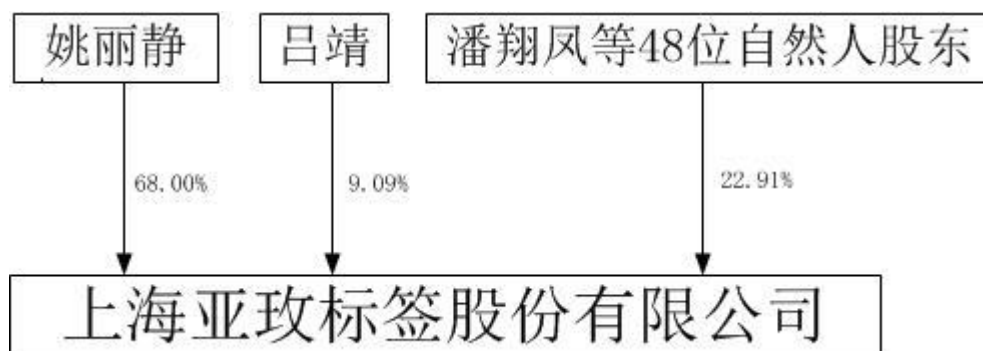 姚丽静
吕靖
潘翔凤等48位自然人股东
68.00%
9.09%
22.91%
上海亚玫标签股份有限公司